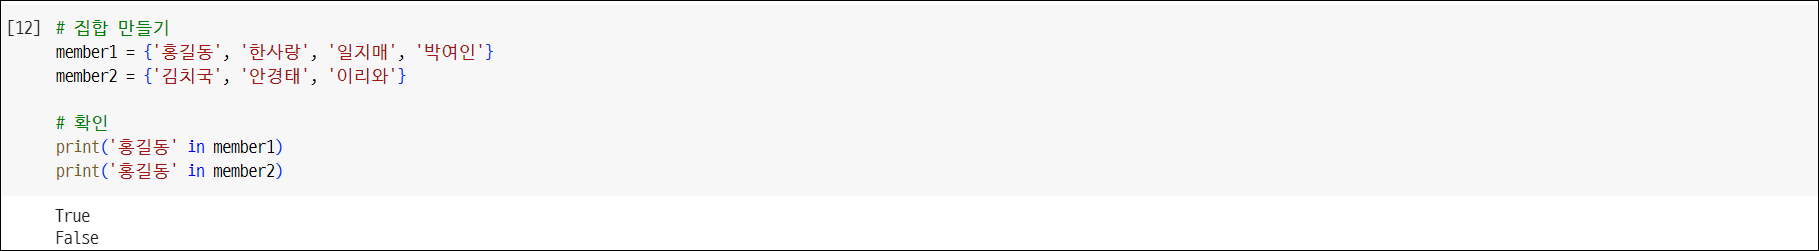 [12] # 집합 만들기
member1 = {'홍길동', '한사랑', '일지매', '박여인'}
member2 = {'김치국', '안경태', '이리와'}
# 확인
print('홍길동' in member1)
print('홍길동' in member2)
True
False